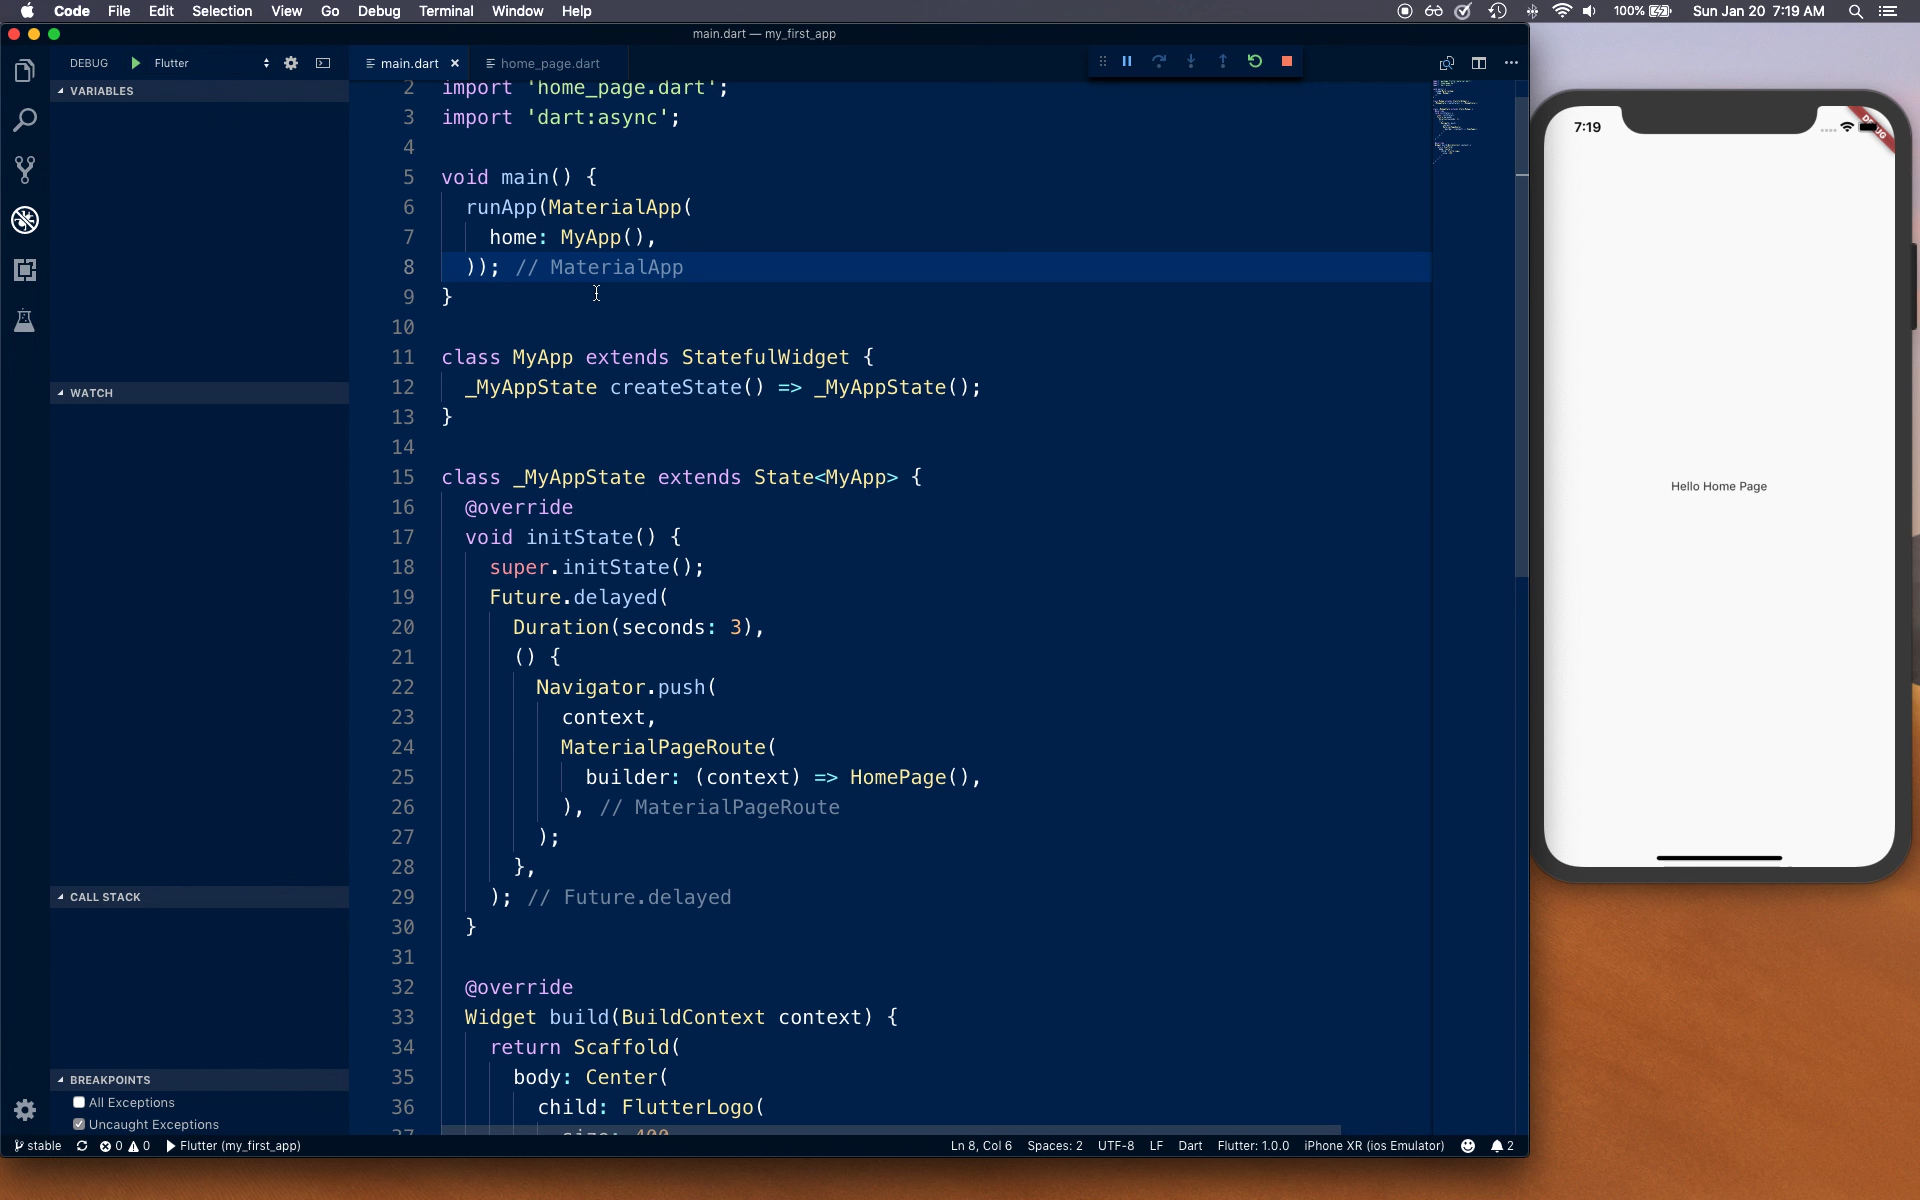 Code File Edit Selection View Go Debug Terminal Window Help 100% Sun Jan 20 7:19 AM
main.dart — my_first_app
DEBUG Flutter main.dart home_page.dart
VARIABLES
2 import 'home_page.dart';
3 import 'dart:async';
4
5 void main() {
6 runApp(MaterialApp(
7 home: MyApp(),
8 )); // MaterialApp
9 }
10
11 class MyApp extends StatefulWidget {
12 _MyAppState createState() => _MyAppState();
13 }
14
15 class _MyAppState extends State<MyApp> {
16 @override
17 void initState() {
18 super.initState();
19 Future.delayed(
20 Duration(seconds: 3),
21 () {
22 Navigator.push(
23 context,
24 MaterialPageRoute(
25 builder: (context) => HomePage(),
26 ), // MaterialPageRoute
27 );
28 },
29 ); // Future.delayed
30 }
31
32 @override
33 Widget build(BuildContext context) {
34 return Scaffold(
35 body: Center(
36 child: FlutterLogo(
37 size: 400
WATCH
CALL STACK
BREAKPOINTS
All Exceptions
Uncaught Exceptions
stable 0 0 Flutter (my_first_app) Ln 8, Col 6 Spaces: 2 UTF-8 LF Dart Flutter: 1.0.0 iPhone XR (ios Emulator) 2
7:19
DEBUG
Hello Home Page